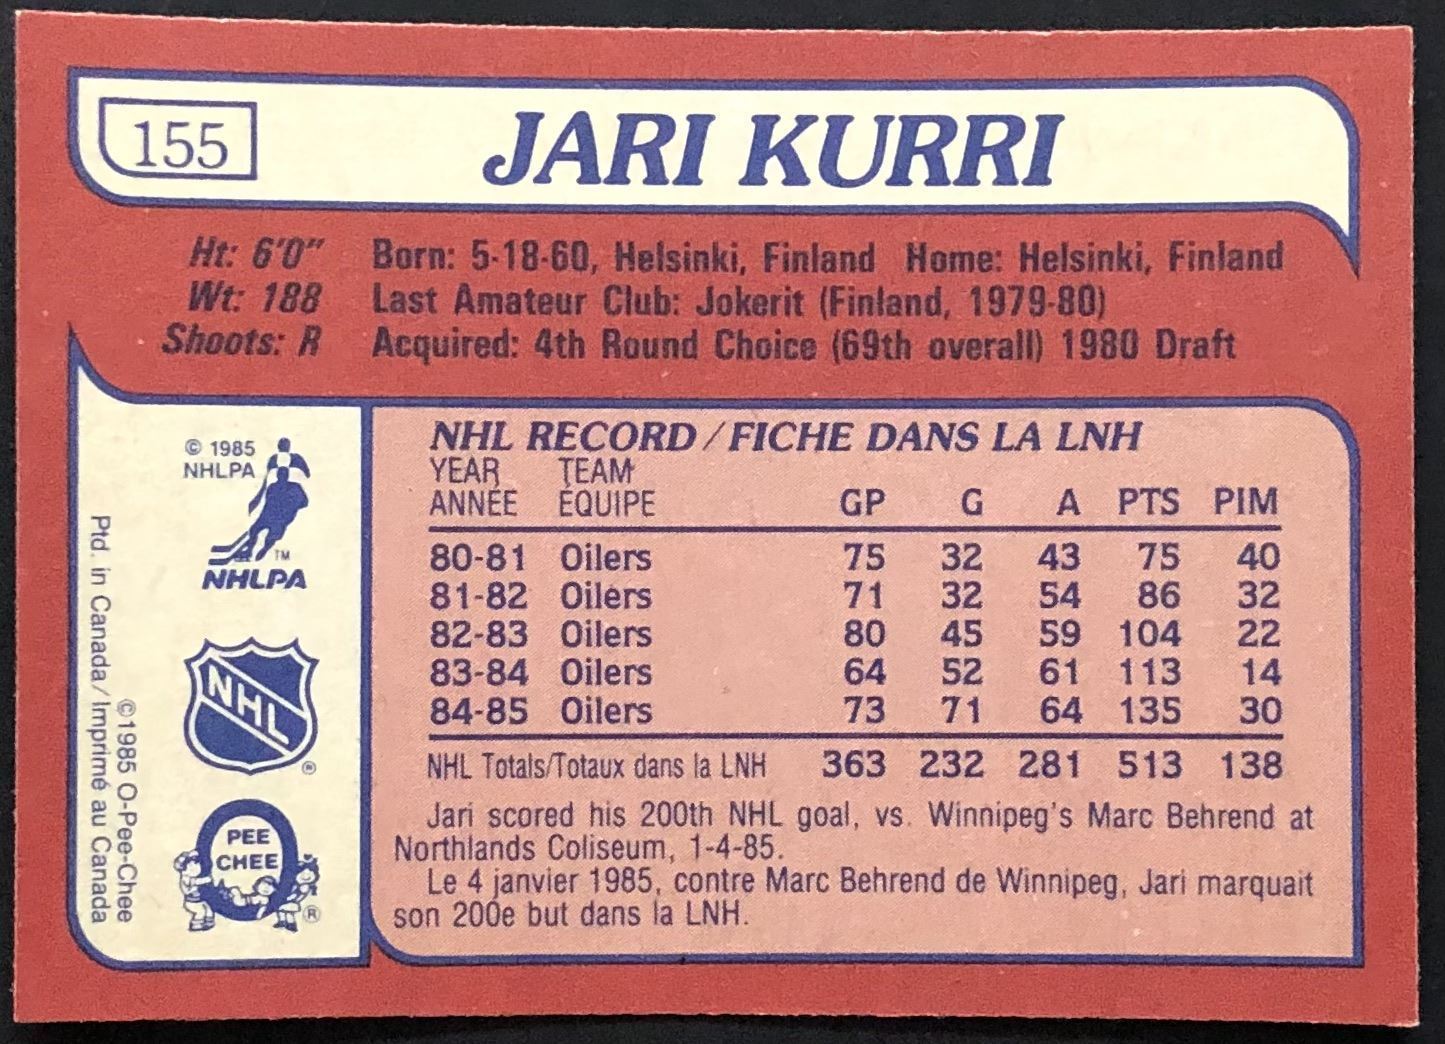 155
JARI KURRI
Ht: 6'0" Born: 5-18-60, Helsinki, Finland Home: Helsinki, Finland
Wt: 188 Last Amateur Club: Jokerit (Finland, 1979-80)
Shoots: R Acquired: 4th Round Choice (69th overall) 1980 Draft
© 1985
NHLPA
TM
NHLPA
NHL
®
PEE
CHEE
®
©1985 O-Pee-Chee
Ptd. in Canada/Imprimé au Canada
NHL RECORD/FICHE DANS LA LNH
YEAR TEAM
ANNÉE ÉQUIPE GP G A PTS PIM
80-81 Oilers 75 32 43 75 40
81-82 Oilers 71 32 54 86 32
82-83 Oilers 80 45 59 104 22
83-84 Oilers 64 52 61 113 14
84-85 Oilers 73 71 64 135 30
NHL Totals/Totaux dans la LNH 363 232 281 513 138
Jari scored his 200th NHL goal, vs. Winnipeg's Marc Behrend at
Northlands Coliseum, 1-4-85.
Le 4 janvier 1985, contre Marc Behrend de Winnipeg, Jari marquait
son 200e but dans la LNH.